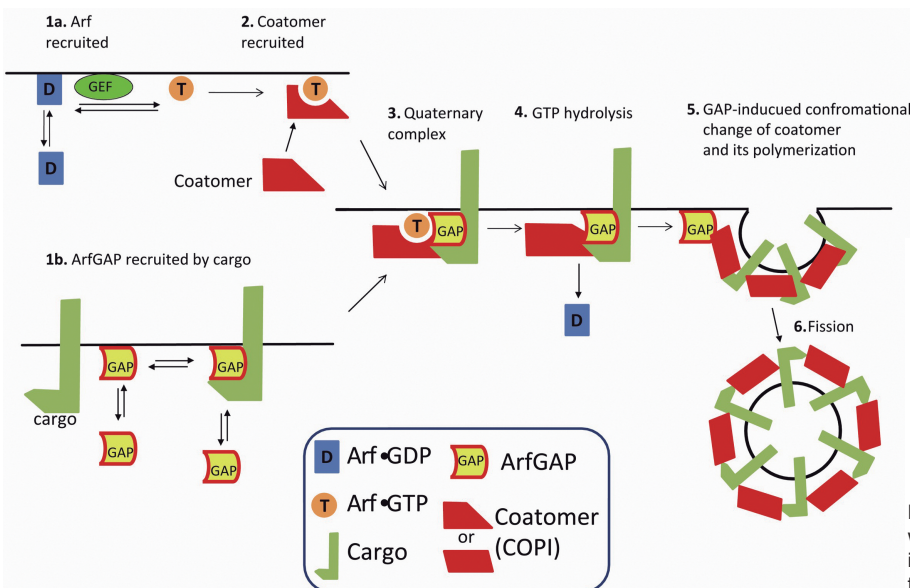 1a. Arf
recruited
2. Coatomer
recruited
D
GEF
T
T
D
Coatomer
3. Quaternary
complex
4. GTP hydrolysis
5. GAP-inducued confromational
change of coatomer
and its polymerization
T
GAP
GAP
GAP
D
1b. ArfGAP recruited by cargo
GAP
GAP
cargo
GAP
GAP
6.Fission
D Arf•GDP
GAP ArfGAP
T Arf•GTP
Cargo
Coatomer
or
(COPI)